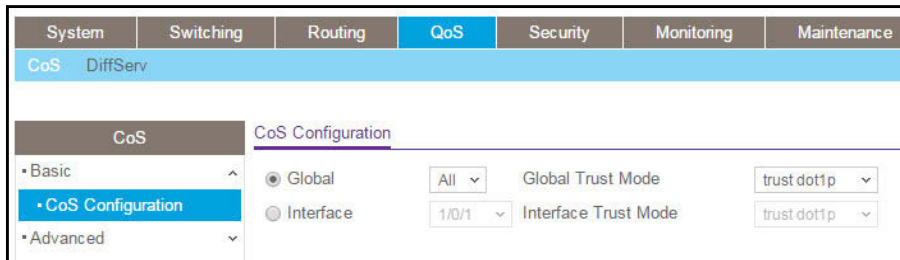 System Switching Routing QoS Security Monitoring Maintenance
CoS DiffServ
CoS
CoS Configuration
Basic
CoS Configuration
Advanced
Global All Global Trust Mode trust dot1p
Interface 1/0/1 Interface Trust Mode trust dot1p